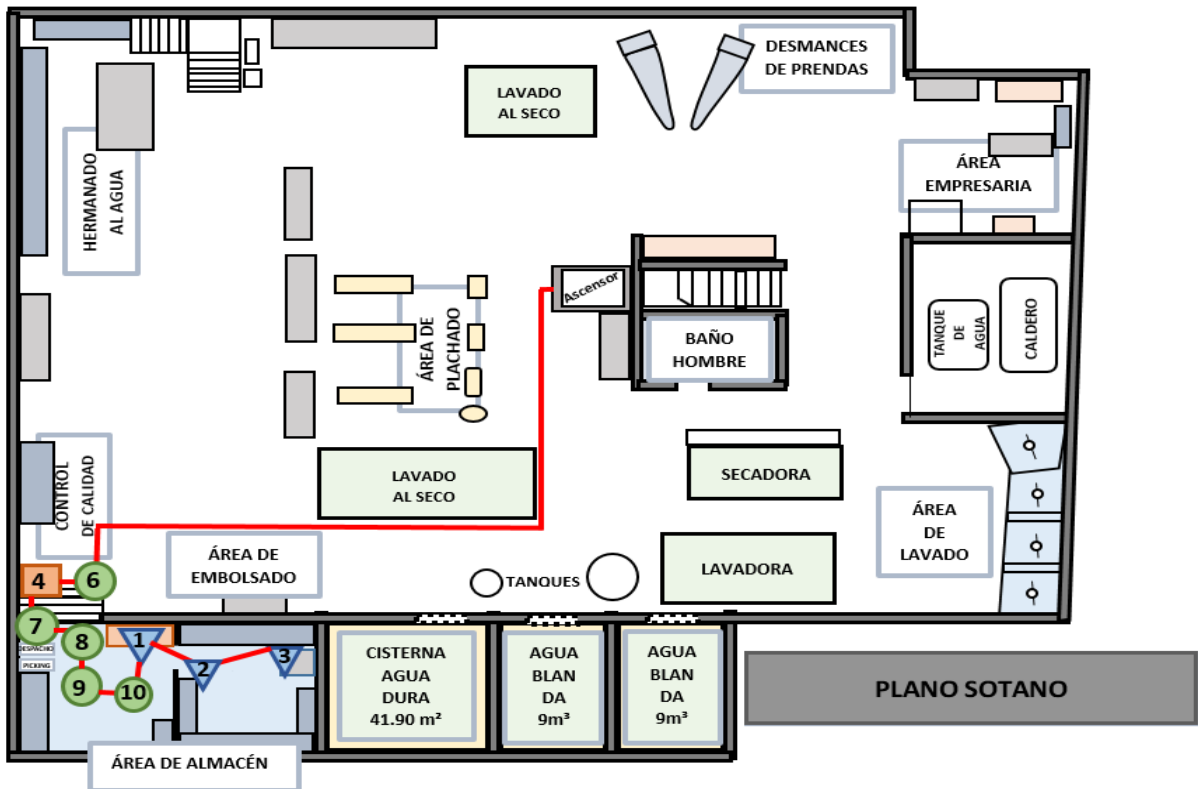 DESMANCES
DE PRENDAS
LAVADO
AL SECO
HERMANADO
AL AGUA
ÁREA
EMPRESARIA
Ascensor
ÁREA DE
PLACHADO
BAÑO
HOMBRE
TANQUE
DE
AGUA
CALDERO
CONTROL
DE CALIDAD
LAVADO
AL SECO
SECADORA
ÁREA
DE
LAVADO
ÁREA DE
EMBOLSADO
TANQUES
LAVADORA
4
6
7
8
9
10
1
2
3
DESPACHO
PICKING
CISTERNA
AGUA
DURA
41.90 m²
AGUA
BLAN
DA
9m³
AGUA
BLAN
DA
9m³
PLANO SOTANO
ÁREA DE ALMACÉN